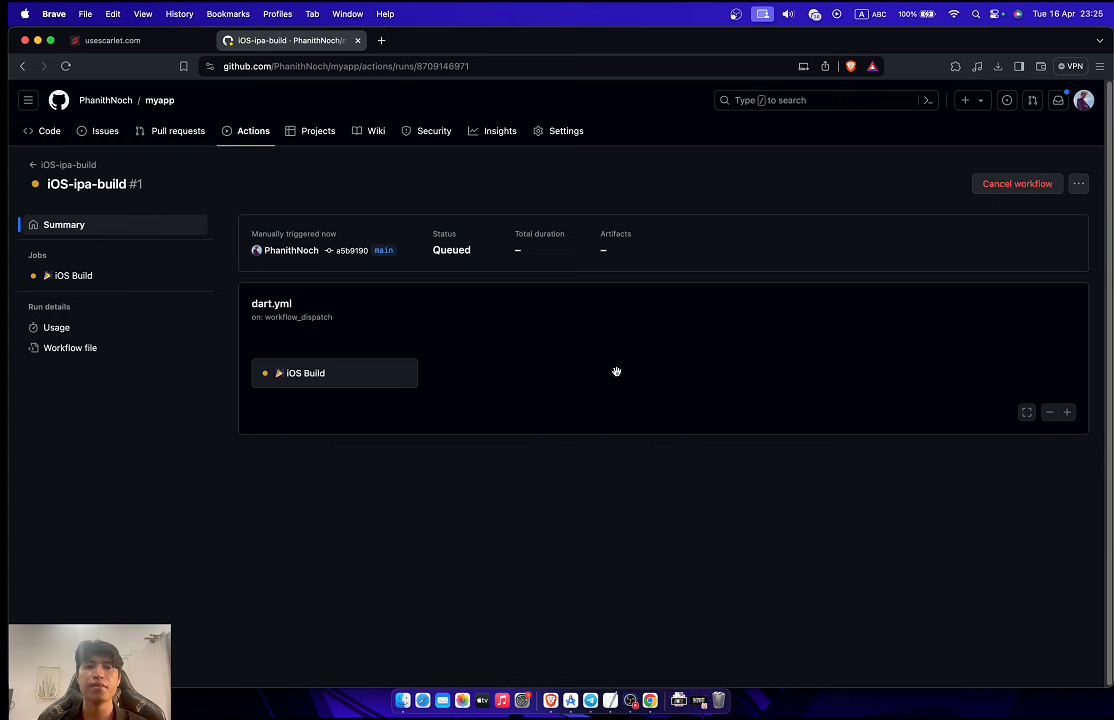 Brave File Edit View History Bookmarks Profiles Tab Window Help ABC 100% Tue 16 Apr 23:25
usescarlet.com iOS-ipa-build · PhanithNoch/m
github.com/PhanithNoch/myapp/actions/runs/8709146971 VPN
PhanithNoch / myapp Type / to search
Code Issues Pull requests Actions Projects Wiki Security Insights Settings
iOS-ipa-build
iOS-ipa-build #1 Cancel workflow
Summary
Jobs
iOS Build
Run details
Usage
Workflow file
Manually triggered now Status Total duration Artifacts
PhanithNoch a5b9190 main Queued – –
dart.yml
on: workflow_dispatch
iOS Build